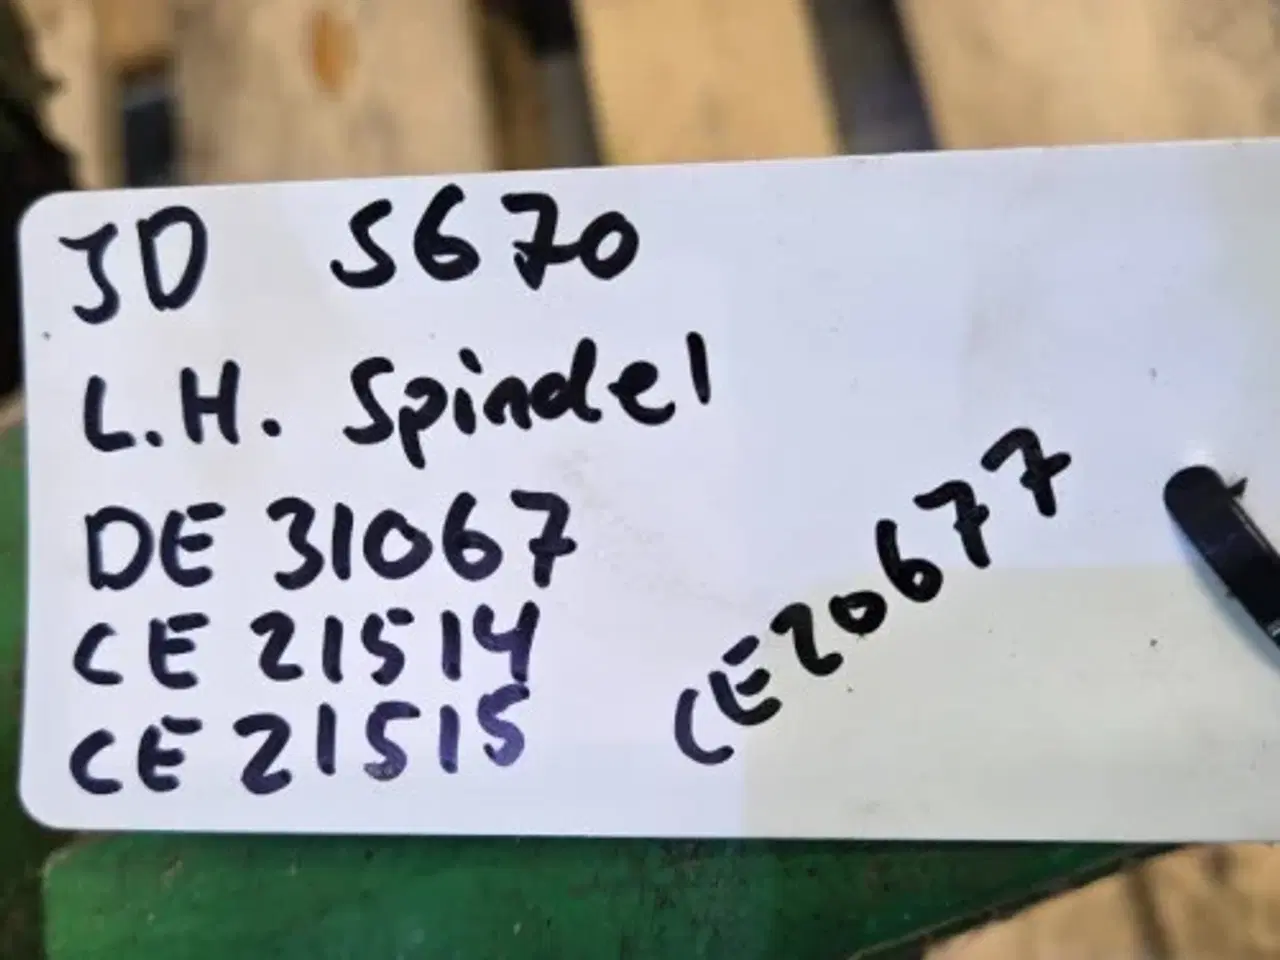 JD S670
L.H. Spindel
DE 31067
CE 21514
CE 21515
CE20677